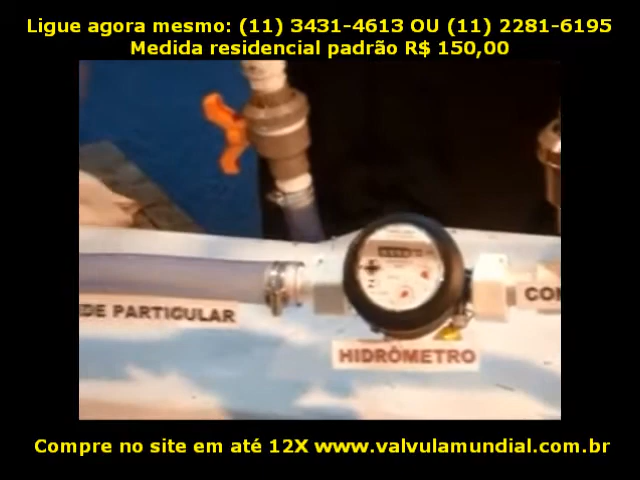 Ligue agora mesmo: (11) 3431-4613 OU (11) 2281-6195
Medida residencial padrão R$ 150,00
DE PARTICULAR
CON
HIDRÔMETRO
Compre no site em até 12X www.valvulamundial.com.br